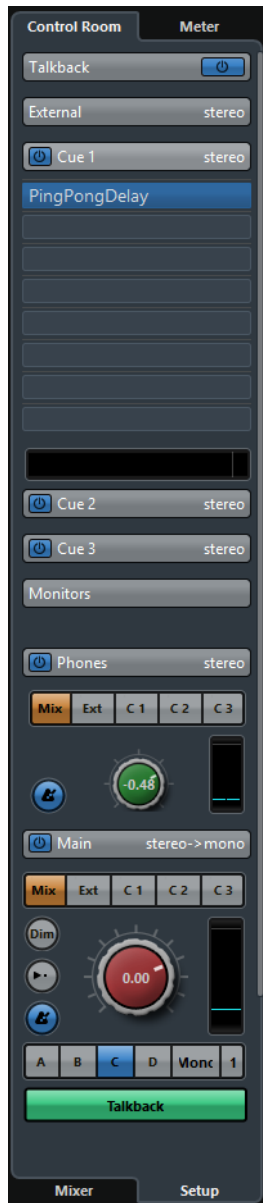 Control Room Meter
Talkback
External stereo
Cue 1 stereo
PingPongDelay
Cue 2 stereo
Cue 3 stereo
Monitors
Phones stereo
Mix Ext C 1 C 2 C 3
-0.48
Main stereo->mono
Mix Ext C 1 C 2 C 3
Dim
0.00
A B C D Monc 1
Talkback
Mixer Setup